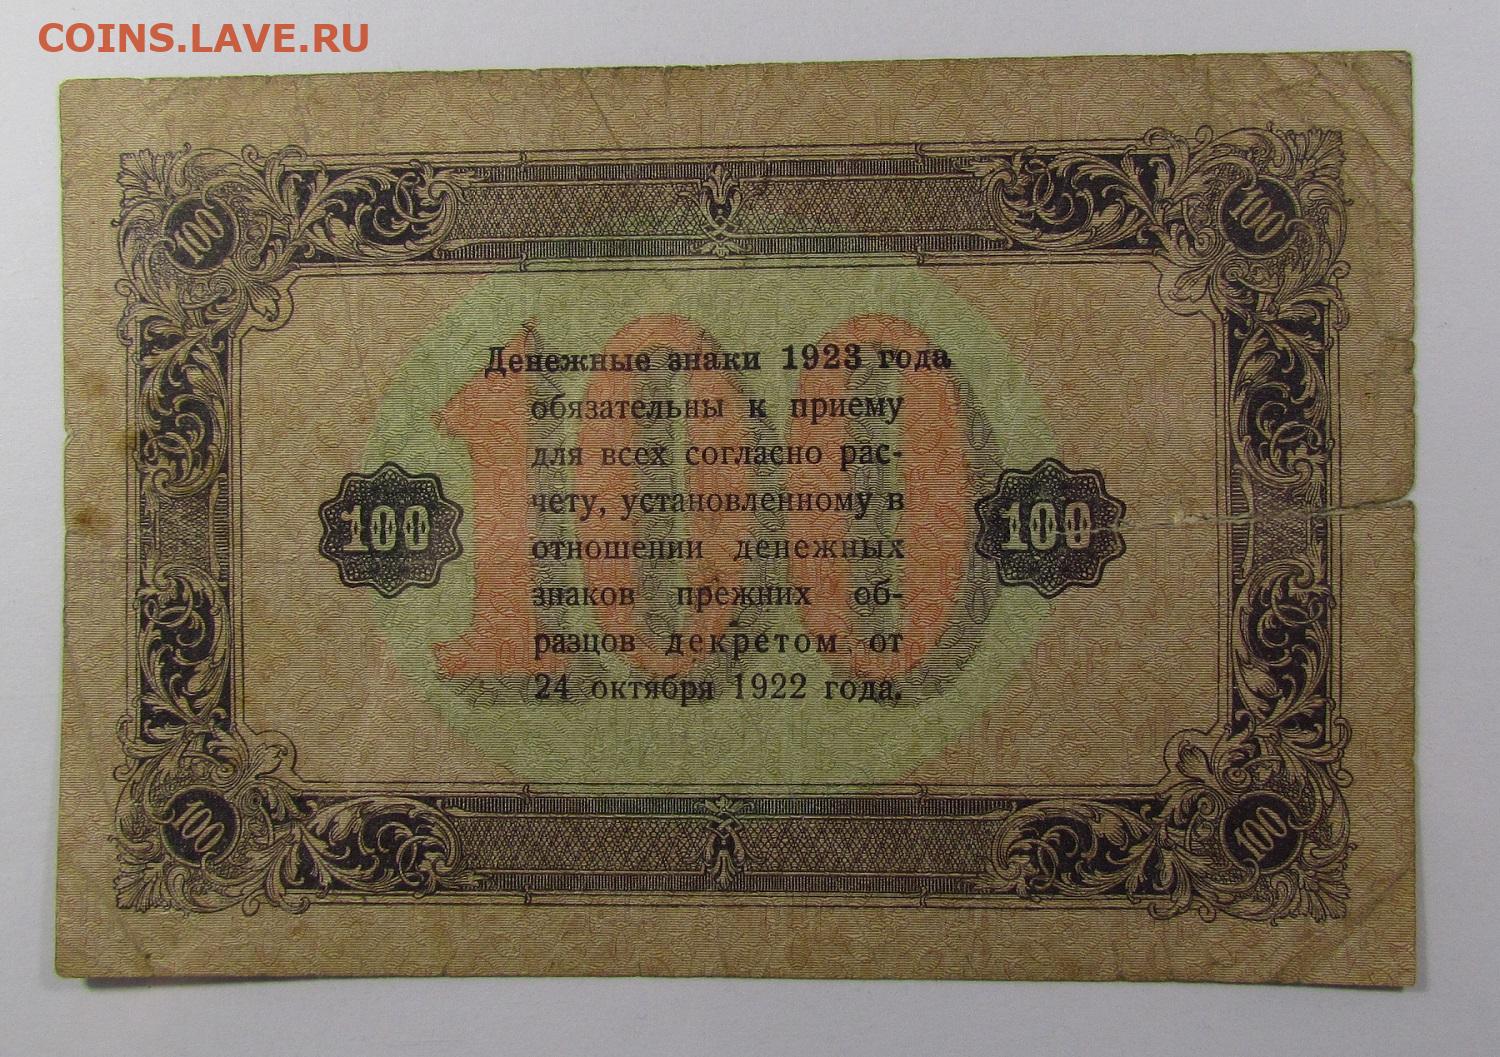 COINS.LAVE.RU
100 100
Денежные знаки 1923 года
обязательны к приему
для всех согласно рас-
чету, установленному в
100 100
отношении денежных
знаков прежних об-
разцов декретом от
24 октября 1922 года.
100
100 100